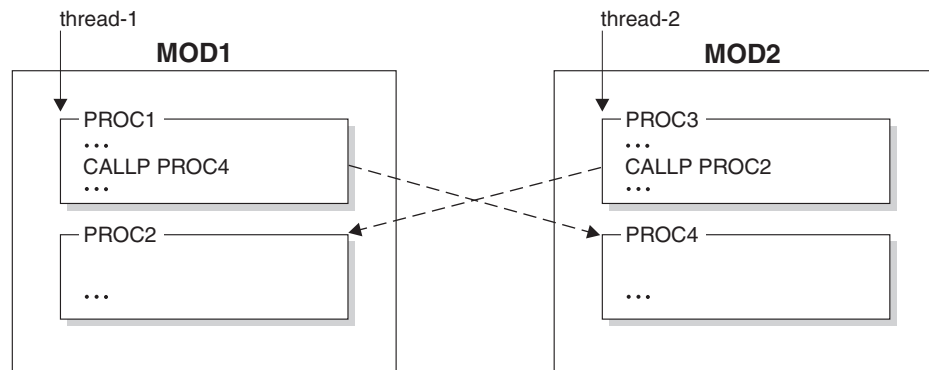 thread-1
MOD1
PROC1
...
CALLP PROC4
...
PROC2
...
thread-2
MOD2
PROC3
...
CALLP PROC2
...
PROC4
...